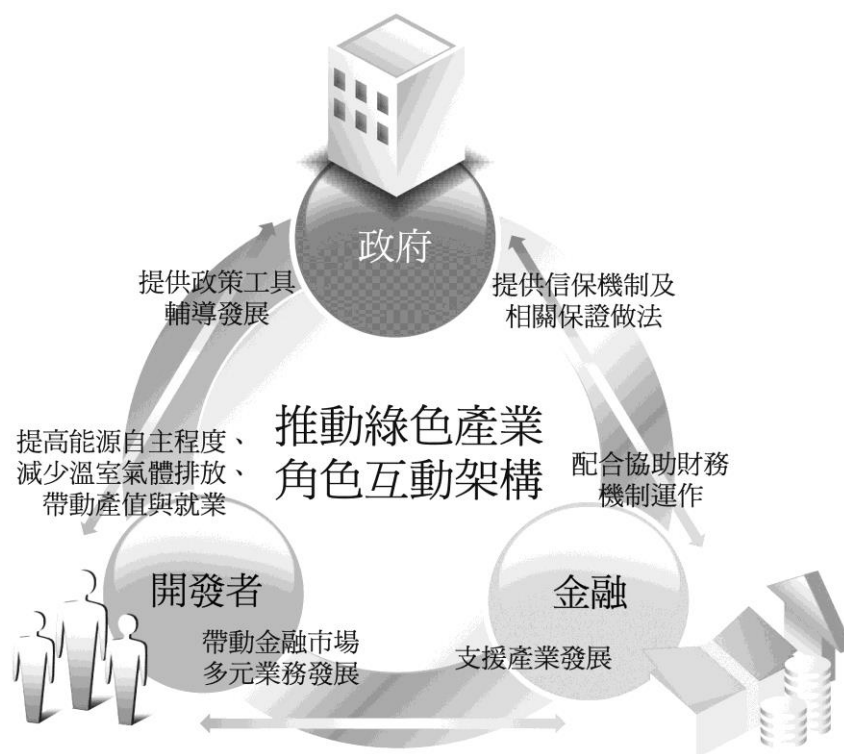 政府
提供政策工具
輔導發展
提供信保機制及
相關保證做法
推動綠色產業
角色互動架構
提高能源自主程度、
減少溫室氣體排放、
帶動產值與就業
配合協助財務
機制運作
開發者
金融
帶動金融市場
多元業務發展
支援產業發展